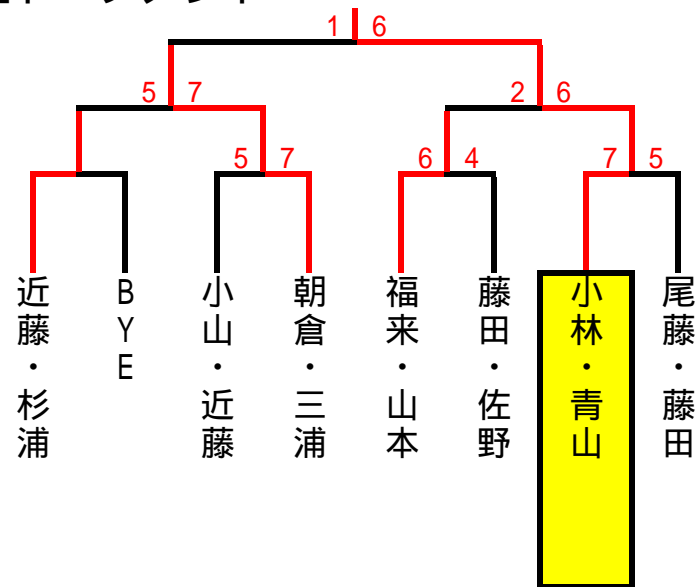 1 6
5 7
2 6
5 7
6 4
7 5
近藤・杉浦
BYE
小山・近藤
朝倉・三浦
福来・山本
藤田・佐野
小林・青山
尾藤・藤田